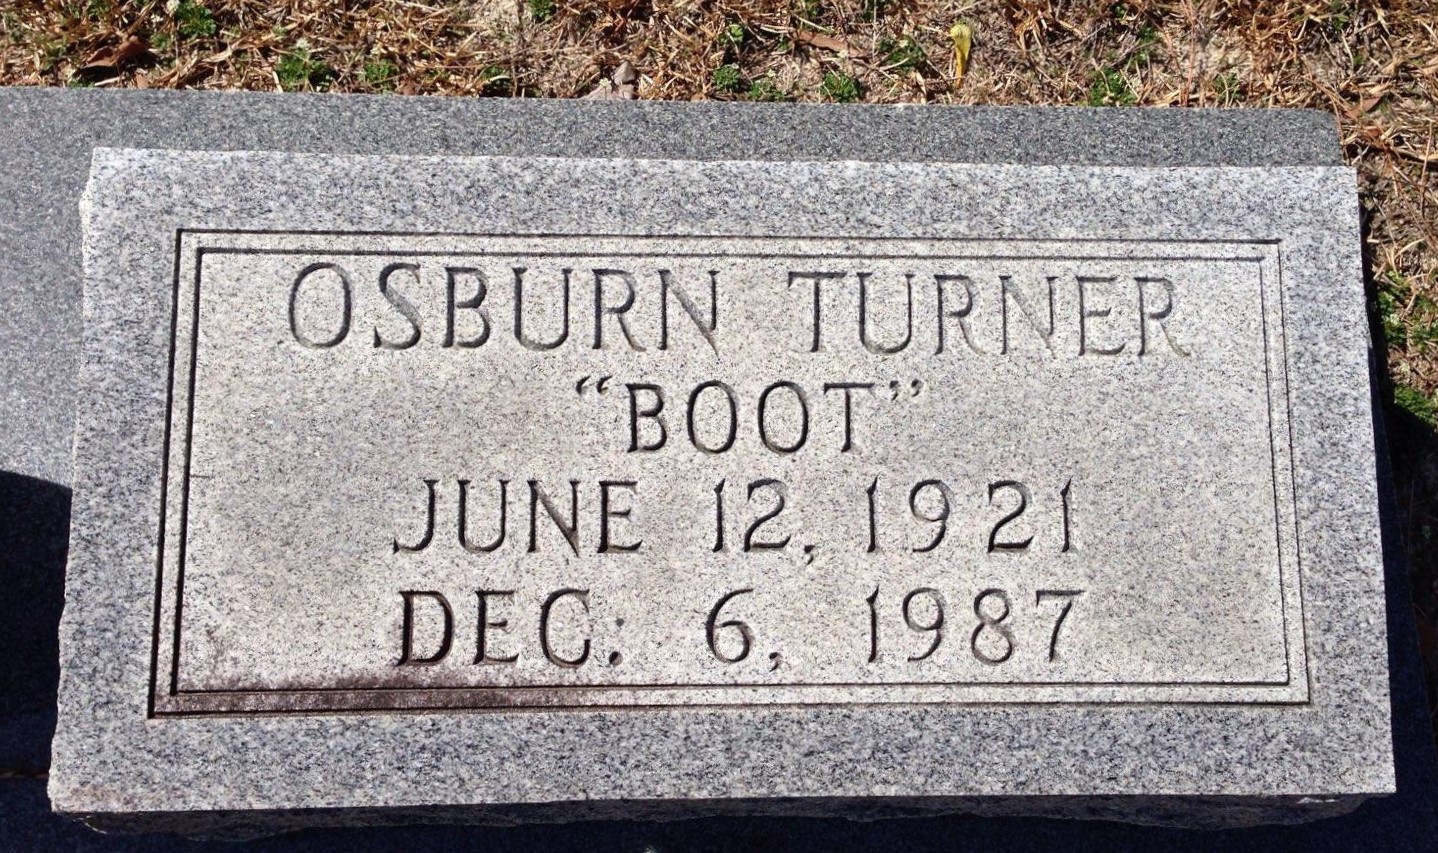 OSBURN TURNER
“BOOT”
JUNE 12, 1921
DEC. 6, 1987